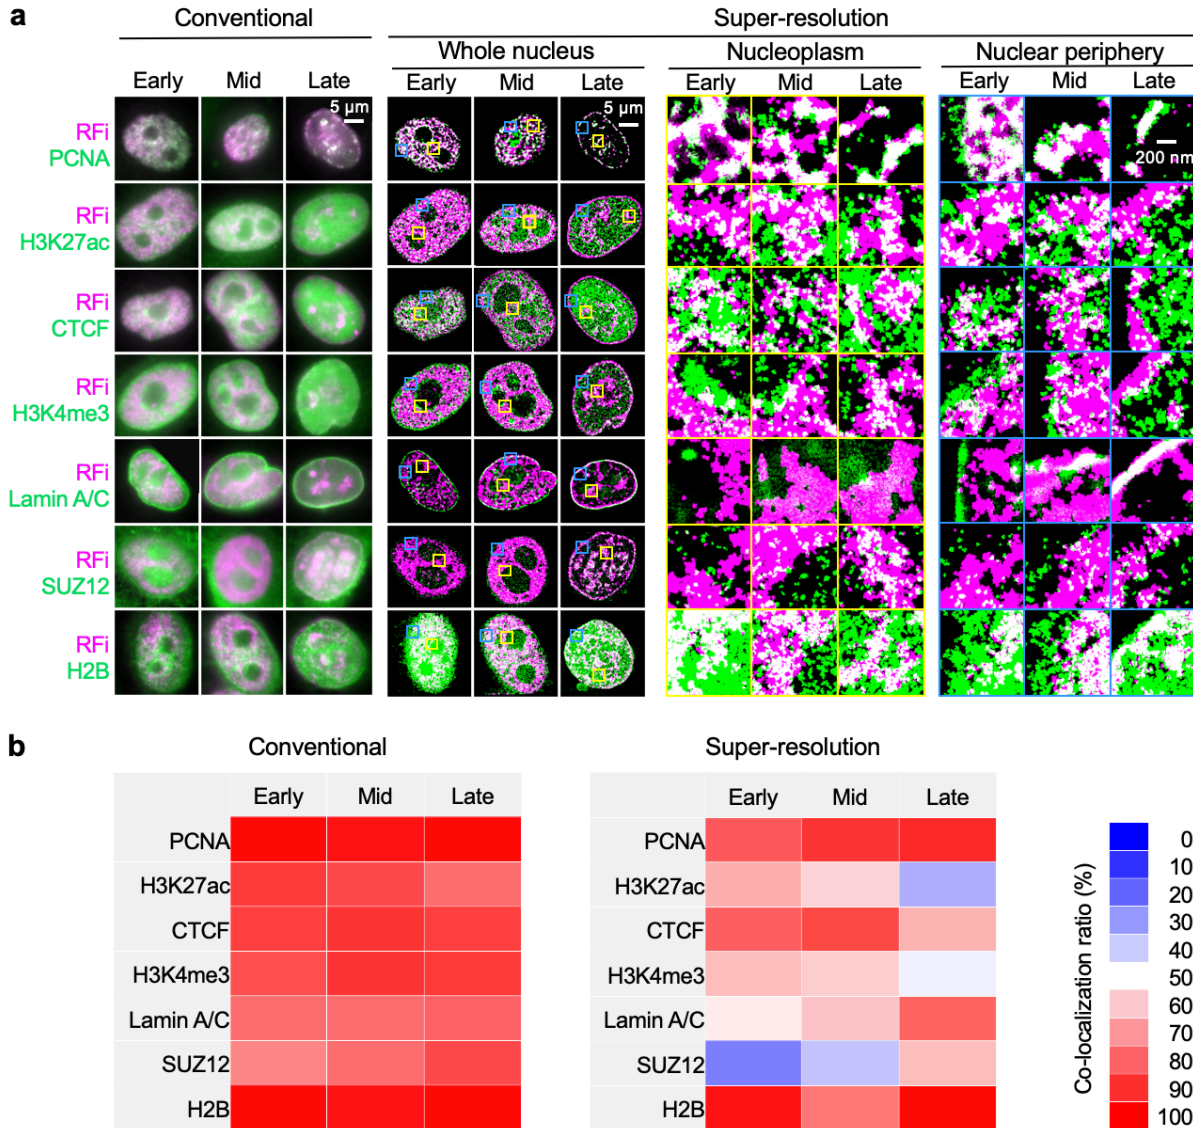 a
Conventional
Super-resolution
Whole nucleus
Nucleoplasm
Nuclear periphery
Early Mid Late Early Mid Late Early Mid Late Early Mid Late
5 µm
5 µm
RFi
PCNA
200 nm
RFi
H3K27ac
RFi
CTCF
RFi
H3K4me3
RFi
Lamin A/C
RFi
SUZ12
RFi
H2B
b
Conventional
Early Mid Late
PCNA
H3K27ac
CTCF
H3K4me3
Lamin A/C
SUZ12
H2B
Super-resolution
Early Mid Late
PCNA
H3K27ac
CTCF
H3K4me3
Lamin A/C
SUZ12
H2B
Co-localization ratio (%)
0
10
20
30
40
50
60
70
80
90
100